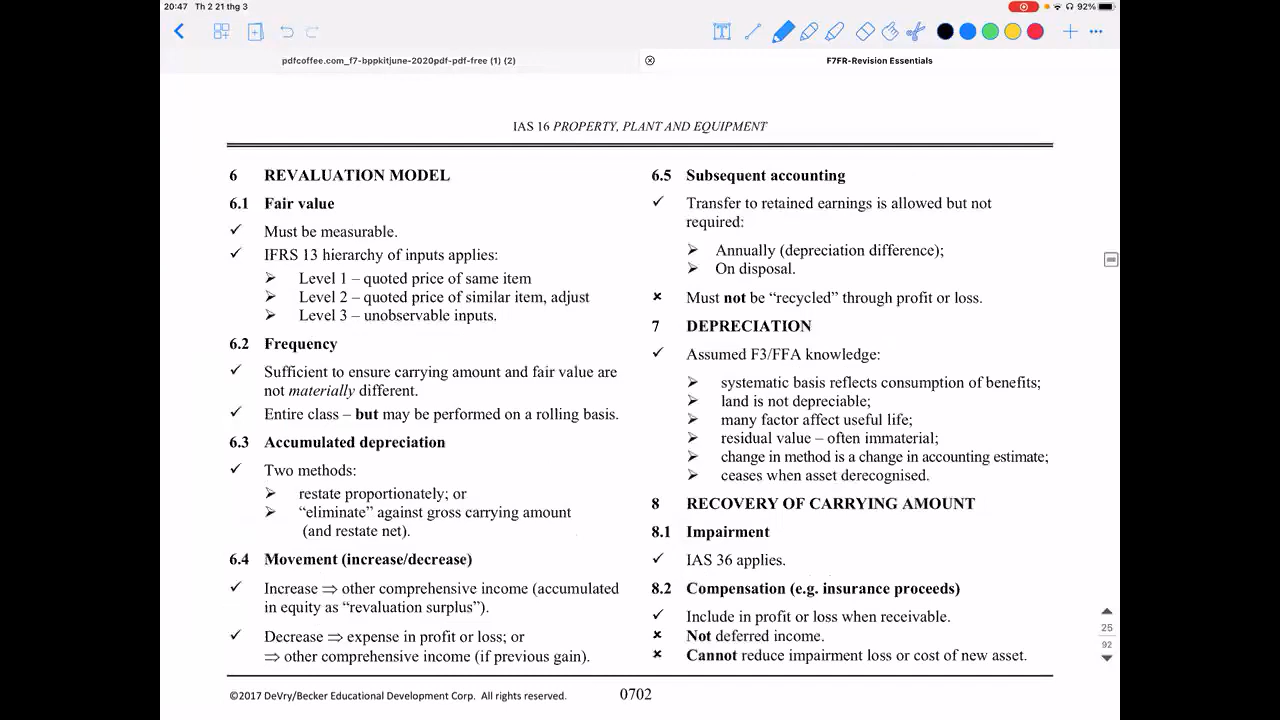 20:47 Th 2 21 thg 3
92%
pdfcoffee.com_f7-bppkitjune-2020pdf-pdf-free (1) (2)
F7FR-Revision Essentials
IAS 16 PROPERTY, PLANT AND EQUIPMENT
6 REVALUATION MODEL
6.1 Fair value
✓ Must be measurable.
✓ IFRS 13 hierarchy of inputs applies:
➢ Level 1 – quoted price of same item
➢ Level 2 – quoted price of similar item, adjust
➢ Level 3 – unobservable inputs.
6.2 Frequency
✓ Sufficient to ensure carrying amount and fair value are
not materially different.
✓ Entire class – but may be performed on a rolling basis.
6.3 Accumulated depreciation
✓ Two methods:
➢ restate proportionately; or
➢ “eliminate” against gross carrying amount
(and restate net).
6.4 Movement (increase/decrease)
✓ Increase ⇒ other comprehensive income (accumulated
in equity as “revaluation surplus”).
✓ Decrease ⇒ expense in profit or loss; or
⇒ other comprehensive income (if previous gain).
6.5 Subsequent accounting
✓ Transfer to retained earnings is allowed but not
required:
➢ Annually (depreciation difference);
➢ On disposal.
× Must not be “recycled” through profit or loss.
7 DEPRECIATION
✓ Assumed F3/FFA knowledge:
➢ systematic basis reflects consumption of benefits;
➢ land is not depreciable;
➢ many factor affect useful life;
➢ residual value – often immaterial;
➢ change in method is a change in accounting estimate;
➢ ceases when asset derecognised.
8 RECOVERY OF CARRYING AMOUNT
8.1 Impairment
✓ IAS 36 applies.
8.2 Compensation (e.g. insurance proceeds)
✓ Include in profit or loss when receivable.
× Not deferred income.
× Cannot reduce impairment loss or cost of new asset.
25
92
©2017 DeVry/Becker Educational Development Corp. All rights reserved.
0702